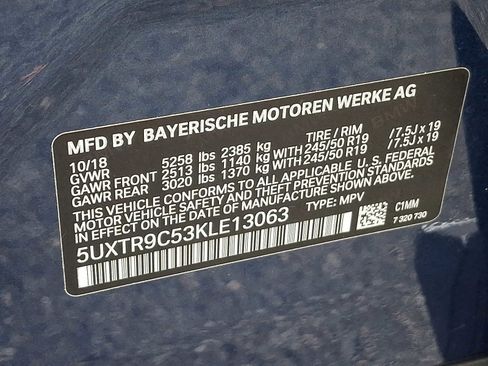 MFD BY BAYERISCHE MOTOREN WERKE AG
10/18 TIRE / RIM
GVWR 5258 lbs 2385 kg
GAWR FRONT 2513 lbs 1140 kg WITH 245/50 R19 /7.5J x 19
GAWR REAR 3020 lbs 1370 kg WITH 245/50 R19 /7.5J x 19
THIS VEHICLE CONFORMS TO ALL APPLICABLE U.S. FEDERAL
MOTOR VEHICLE SAFETY AND THEFT PREVENTION STANDARDS
IN EFFECT ON THE DATE OF MANUFACTURE SHOWN ABOVE.
5UXTR9C53KLE13063 TYPE: MPV C1MM
7 320 730